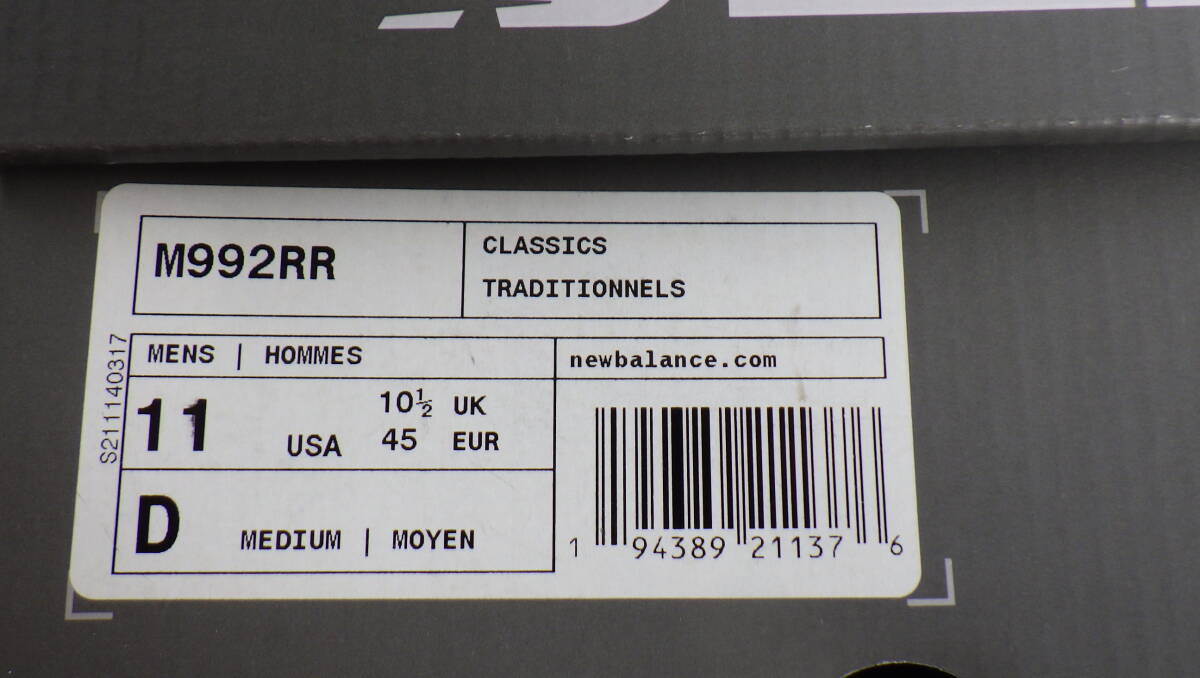 M992RR
CLASSICS
TRADITIONNELS
S211140317
MENS | HOMMES
newbalance.com
11 USA
10½ UK
45 EUR
D MEDIUM | MOYEN
1 94389 21137 6